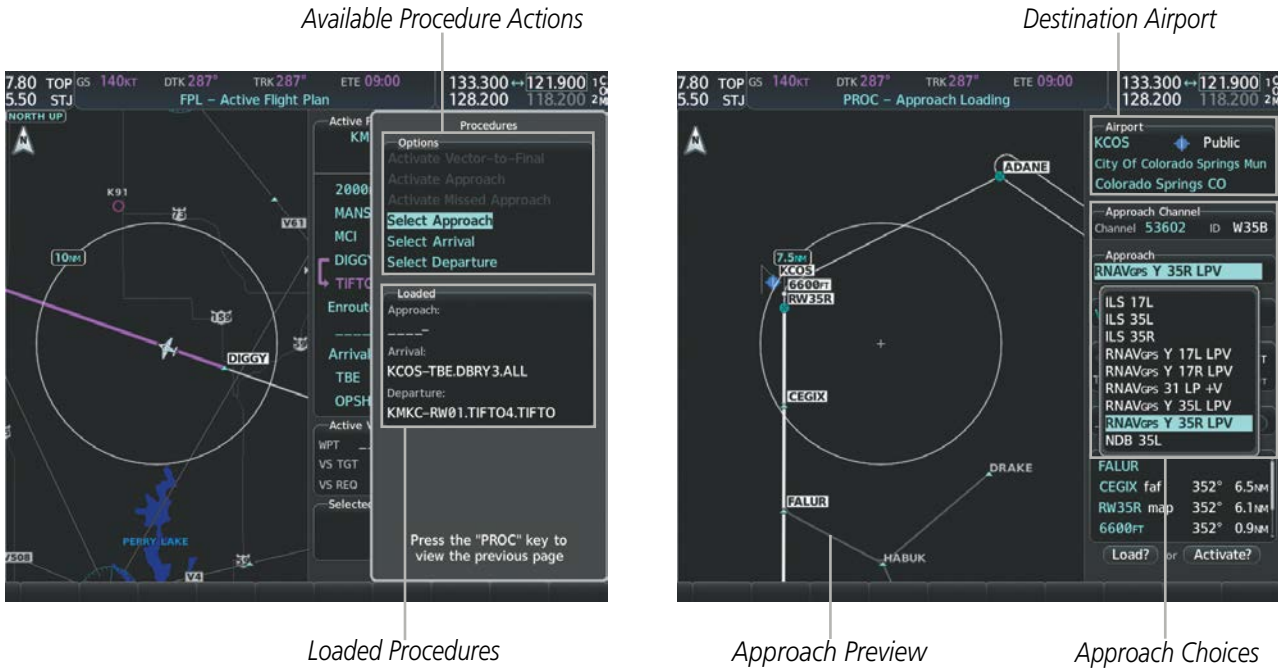 Available Procedure Actions
Destination Airport
7.80 TOP GS 140KT DTK 287° TRK 287° ETE 09:00 133.300 ↔ 121.900
5.50 STJ FPL – Active Flight Plan 128.200 118.200
NORTH UP
N
K91
73
V61
10NM
159
DIGGY
PERRY LAKE
V508
V4
Active
KM
2000
MANS
MCI
DIGGY
TIFTO
Enrout
_ _ _ _
Arrival
TBE
OPSH
Active V
WPT
VS TGT
VS REQ
Selected
Procedures
Options
Activate Vector-to-Final
Activate Approach
Activate Missed Approach
Select Approach
Select Arrival
Select Departure
Loaded
Approach:
_ _ _ _ -
Arrival:
KCOS-TBE.DBRY3.ALL
Departure:
KMKC-RW01.TIFTO4.TIFTO
Press the "PROC" key to
view the previous page
7.80 TOP GS 140KT DTK 287° TRK 287° ETE 09:00 133.300 ↔ 121.900
5.50 STJ PROC – Approach Loading 128.200 118.200
N
ADANE
7.5NM
KCOS
6600FT
RW35R
CEGIX
DRAKE
FALUR
HABUK
Airport
KCOS Public
City Of Colorado Springs Mun
Colorado Springs CO
Approach Channel
Channel 53602 ID W35B
Approach
RNAVGPS Y 35R LPV
ILS 17L
ILS 35L
ILS 35R
RNAVGPS Y 17L LPV
RNAVGPS Y 17R LPV
RNAVGPS 31 LP +V
RNAVGPS Y 35L LPV
RNAVGPS Y 35R LPV
NDB 35L
FALUR
CEGIX faf 352° 6.5NM
RW35R map 352° 6.1NM
6600FT 352° 0.9NM
Load? or Activate?
Loaded Procedures
Approach Preview
Approach Choices